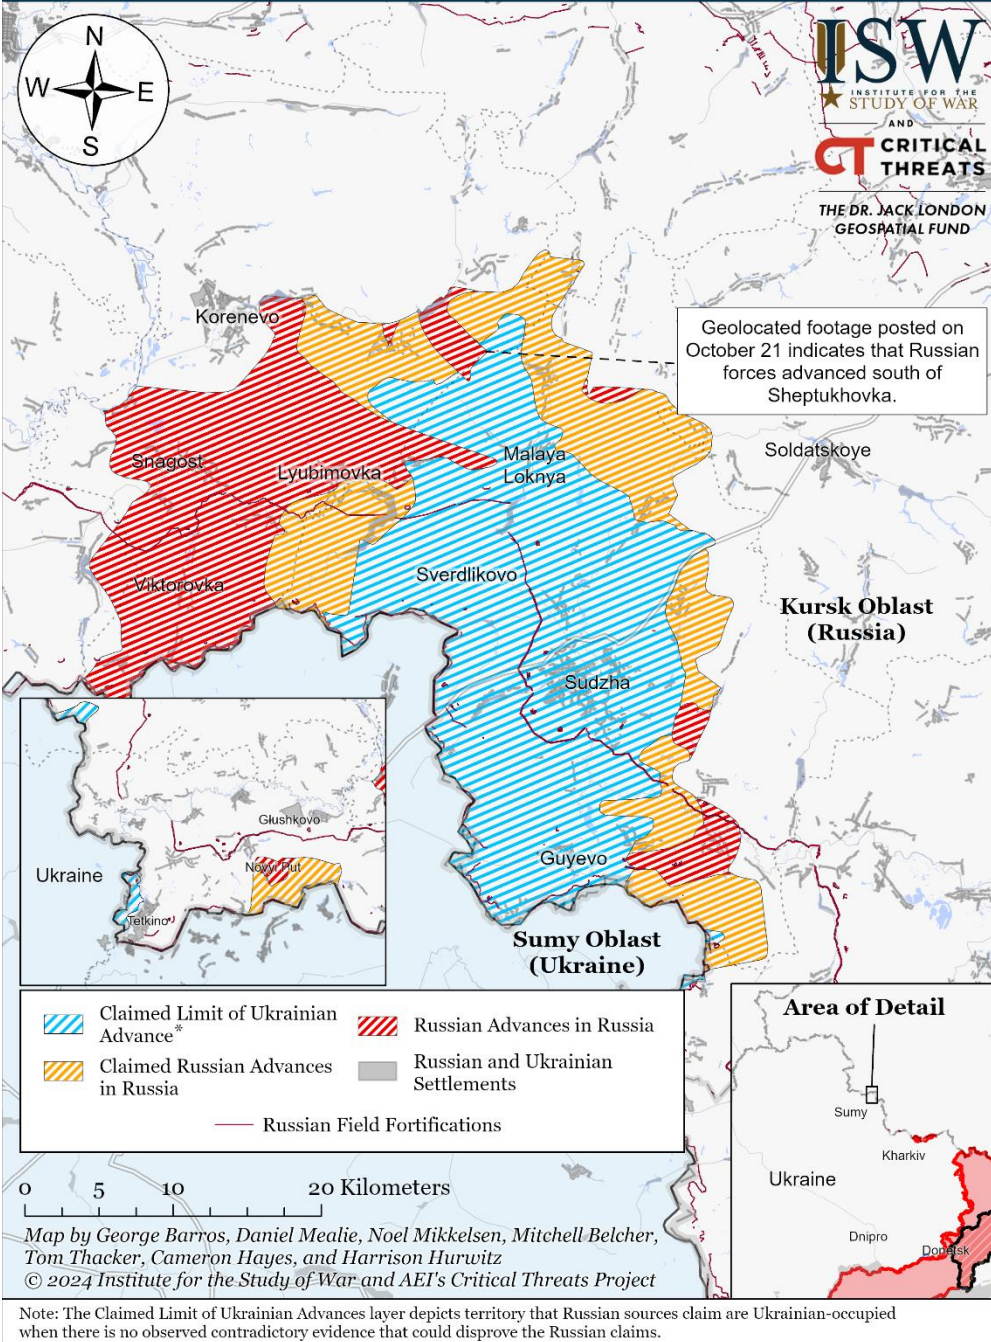 N
W
E
S
ISW
INSTITUTE FOR THE
STUDY OF WAR
AND
CT CRITICAL
THREATS
THE DR. JACK LONDON
GEOSPATIAL FUND
Korenevo
Geolocated footage posted on
October 21 indicates that Russian
forces advanced south of
Sheptukhovka.
Snagost
Lyubimovka
Malaya
Loknya
Soldatskoye
Viktorovka
Sverdlikovo
Kursk Oblast
(Russia)
Sudzha
Glushkovo
Ukraine
Novyi Put
Tetkino
Guyevo
Sumy Oblast
(Ukraine)
Claimed Limit of Ukrainian
Advance*
Russian Advances in Russia
Claimed Russian Advances
in Russia
Russian and Ukrainian
Settlements
Russian Field Fortifications
Area of Detail
Sumy
Kharkiv
Ukraine
Dnipro
Donetsk
0 5 10 20 Kilometers
Map by George Barros, Daniel Mealie, Noel Mikkelsen, Mitchell Belcher,
Tom Thacker, Cameron Hayes, and Harrison Hurwitz
© 2024 Institute for the Study of War and AEI's Critical Threats Project
Note: The Claimed Limit of Ukrainian Advances layer depicts territory that Russian sources claim are Ukrainian-occupied
when there is no observed contradictory evidence that could disprove the Russian claims.